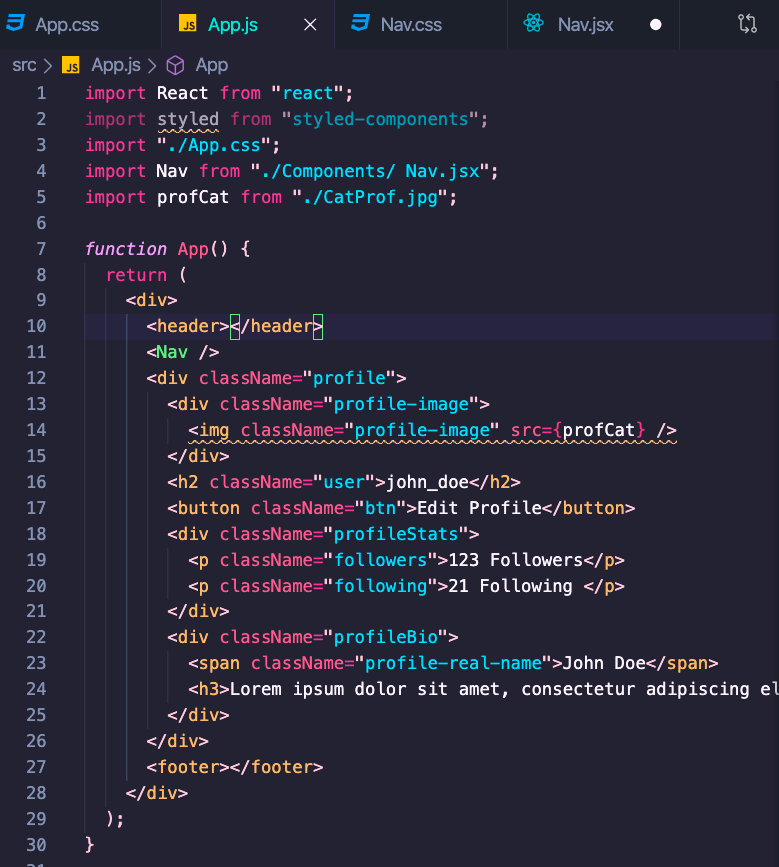 App.css JS App.js Nav.css Nav.jsx
src JS App.js App
1 import React from "react";
2 import styled from "styled-components";
3 import "./App.css";
4 import Nav from "./Components/ Nav.jsx";
5 import profCat from "./CatProf.jpg";
6
7 function App() {
8 return (
9 <div>
10 <header></header>
11 <Nav />
12 <div className="profile">
13 <div className="profile-image">
14 <img className="profile-image" src={profCat} />
15 </div>
16 <h2 className="user">john_doe</h2>
17 <button className="btn">Edit Profile</button>
18 <div className="profileStats">
19 <p className="followers">123 Followers</p>
20 <p className="following">21 Following </p>
21 </div>
22 <div className="profileBio">
23 <span className="profile-real-name">John Doe</span>
24 <h3>Lorem ipsum dolor sit amet, consectetur adipiscing el
25 </div>
26 </div>
27 <footer></footer>
28 </div>
29 );
30 }